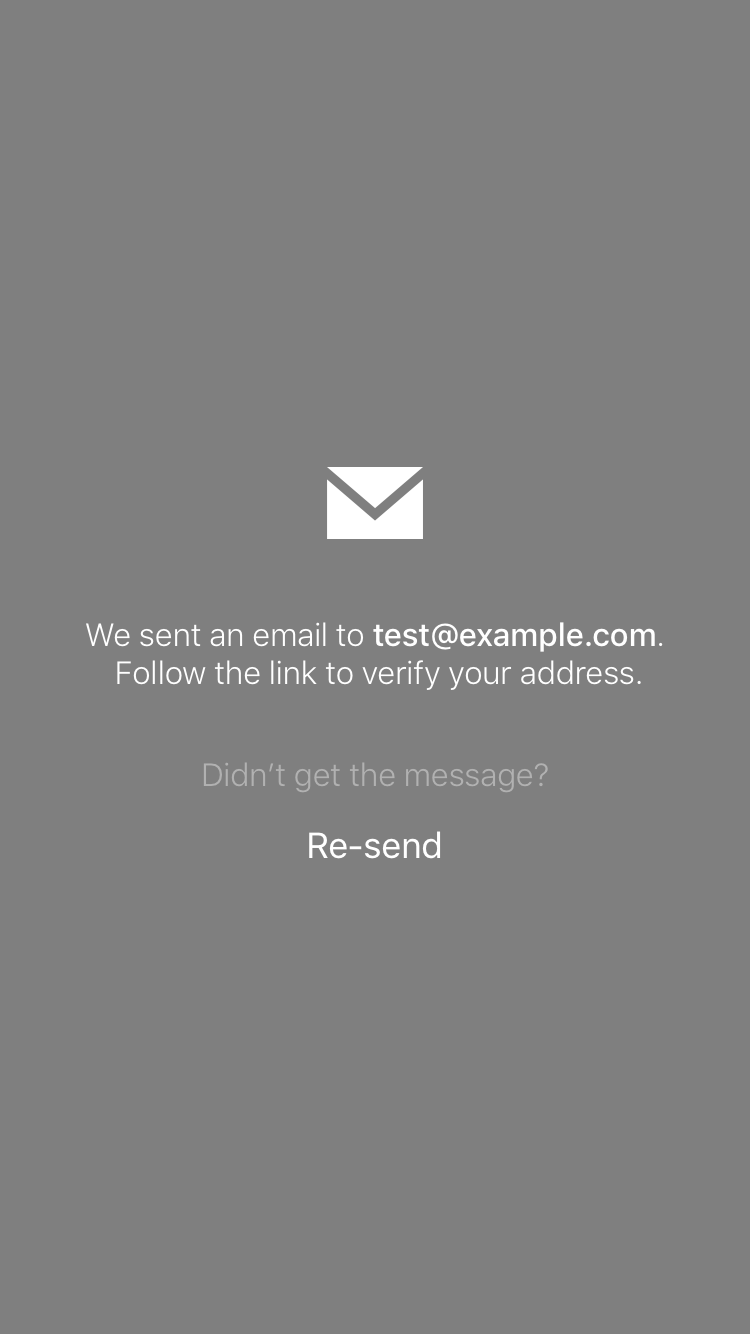 We sent an email to test@example.com.
Follow the link to verify your address.
Didn’t get the message?
Re-send